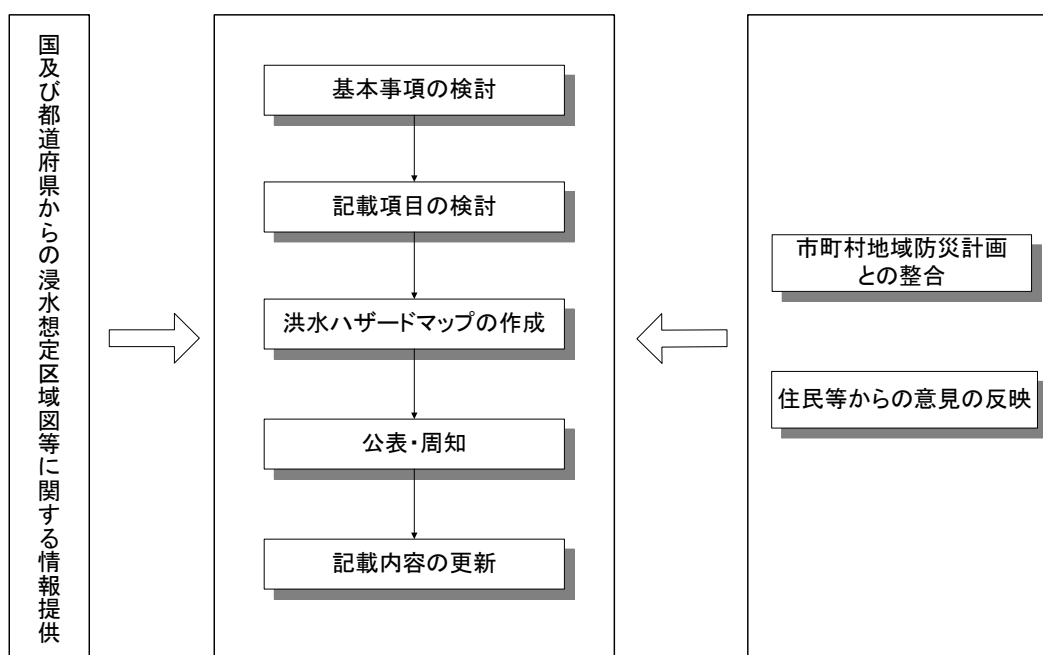 国及び都道府県からの浸水想定区域図等に関する情報提供
基本事項の検討
記載項目の検討
洪水ハザードマップの作成
公表・周知
記載内容の更新
市町村地域防災計画
との整合
住民等からの意見の反映